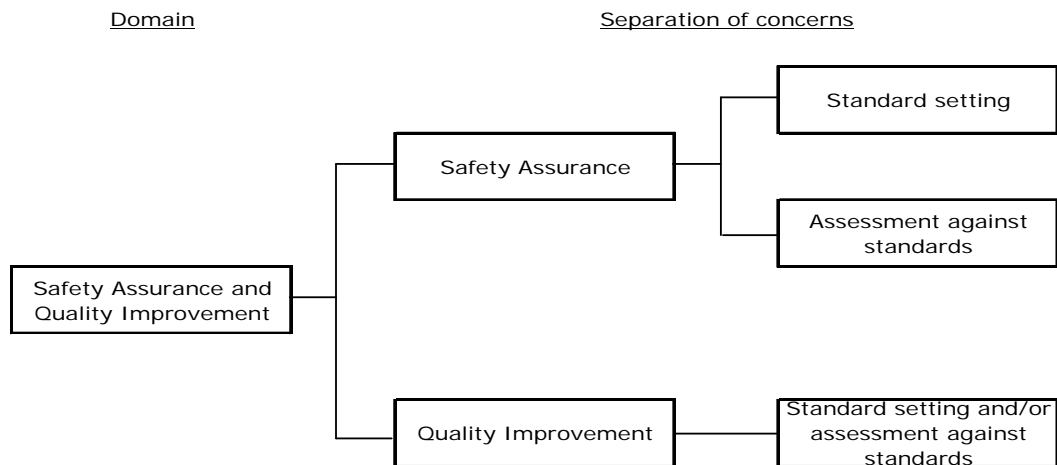 Domain
Separation of concerns
Standard setting
Safety Assurance
Assessment against
standards
Safety Assurance and
Quality Improvement
Quality Improvement
Standard setting and/or
assessment against
standards